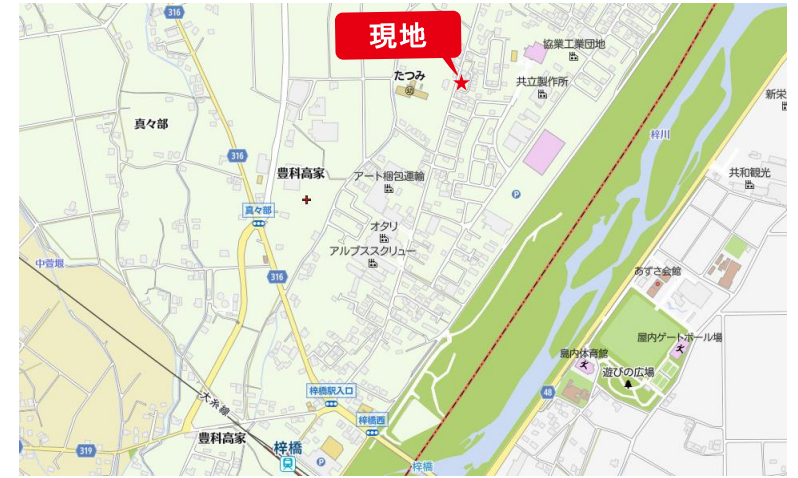 316
現地
協業工業団地
たつみ
共立製作所
新栄
真々部
梓川
316
豊科高家
アート梱包運輸
共和観光
P
真々部
オタリ
アルプススクリュー
中萱堰
316
あずさ会館
屋内ゲートボール場
島内体育館
遊びの広場
梓橋駅入口
48
大糸線
梓橋西
豊科高家
319
梓橋
P
梓橋